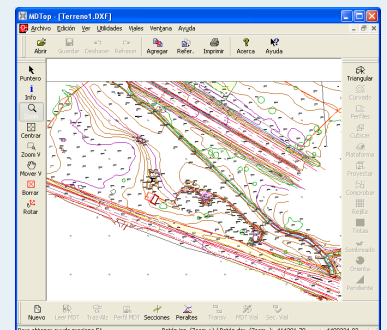 MDTop - [Terreno1.DXF]
Archivo Edición Ver Utilidades Viales Ventana Ayuda
Abrir Guardar Deshacer Rehacer Agregar Refer. Imprimir Acerca Ayuda
Puntero
Info
Centrar
Zoom V
Mover V
Borrar
Rotar
Triangular
Curvado
Perfiles
Cubicar
Plataforma
Proyectar
Comprobar
Rejilla
Tintas
Sombreado
Oriente
Pendiente
Nuevo Leer MDT Traz-Alz Perfil MDT Secciones Peraltes Transv. MDT Vial Sec. Vial